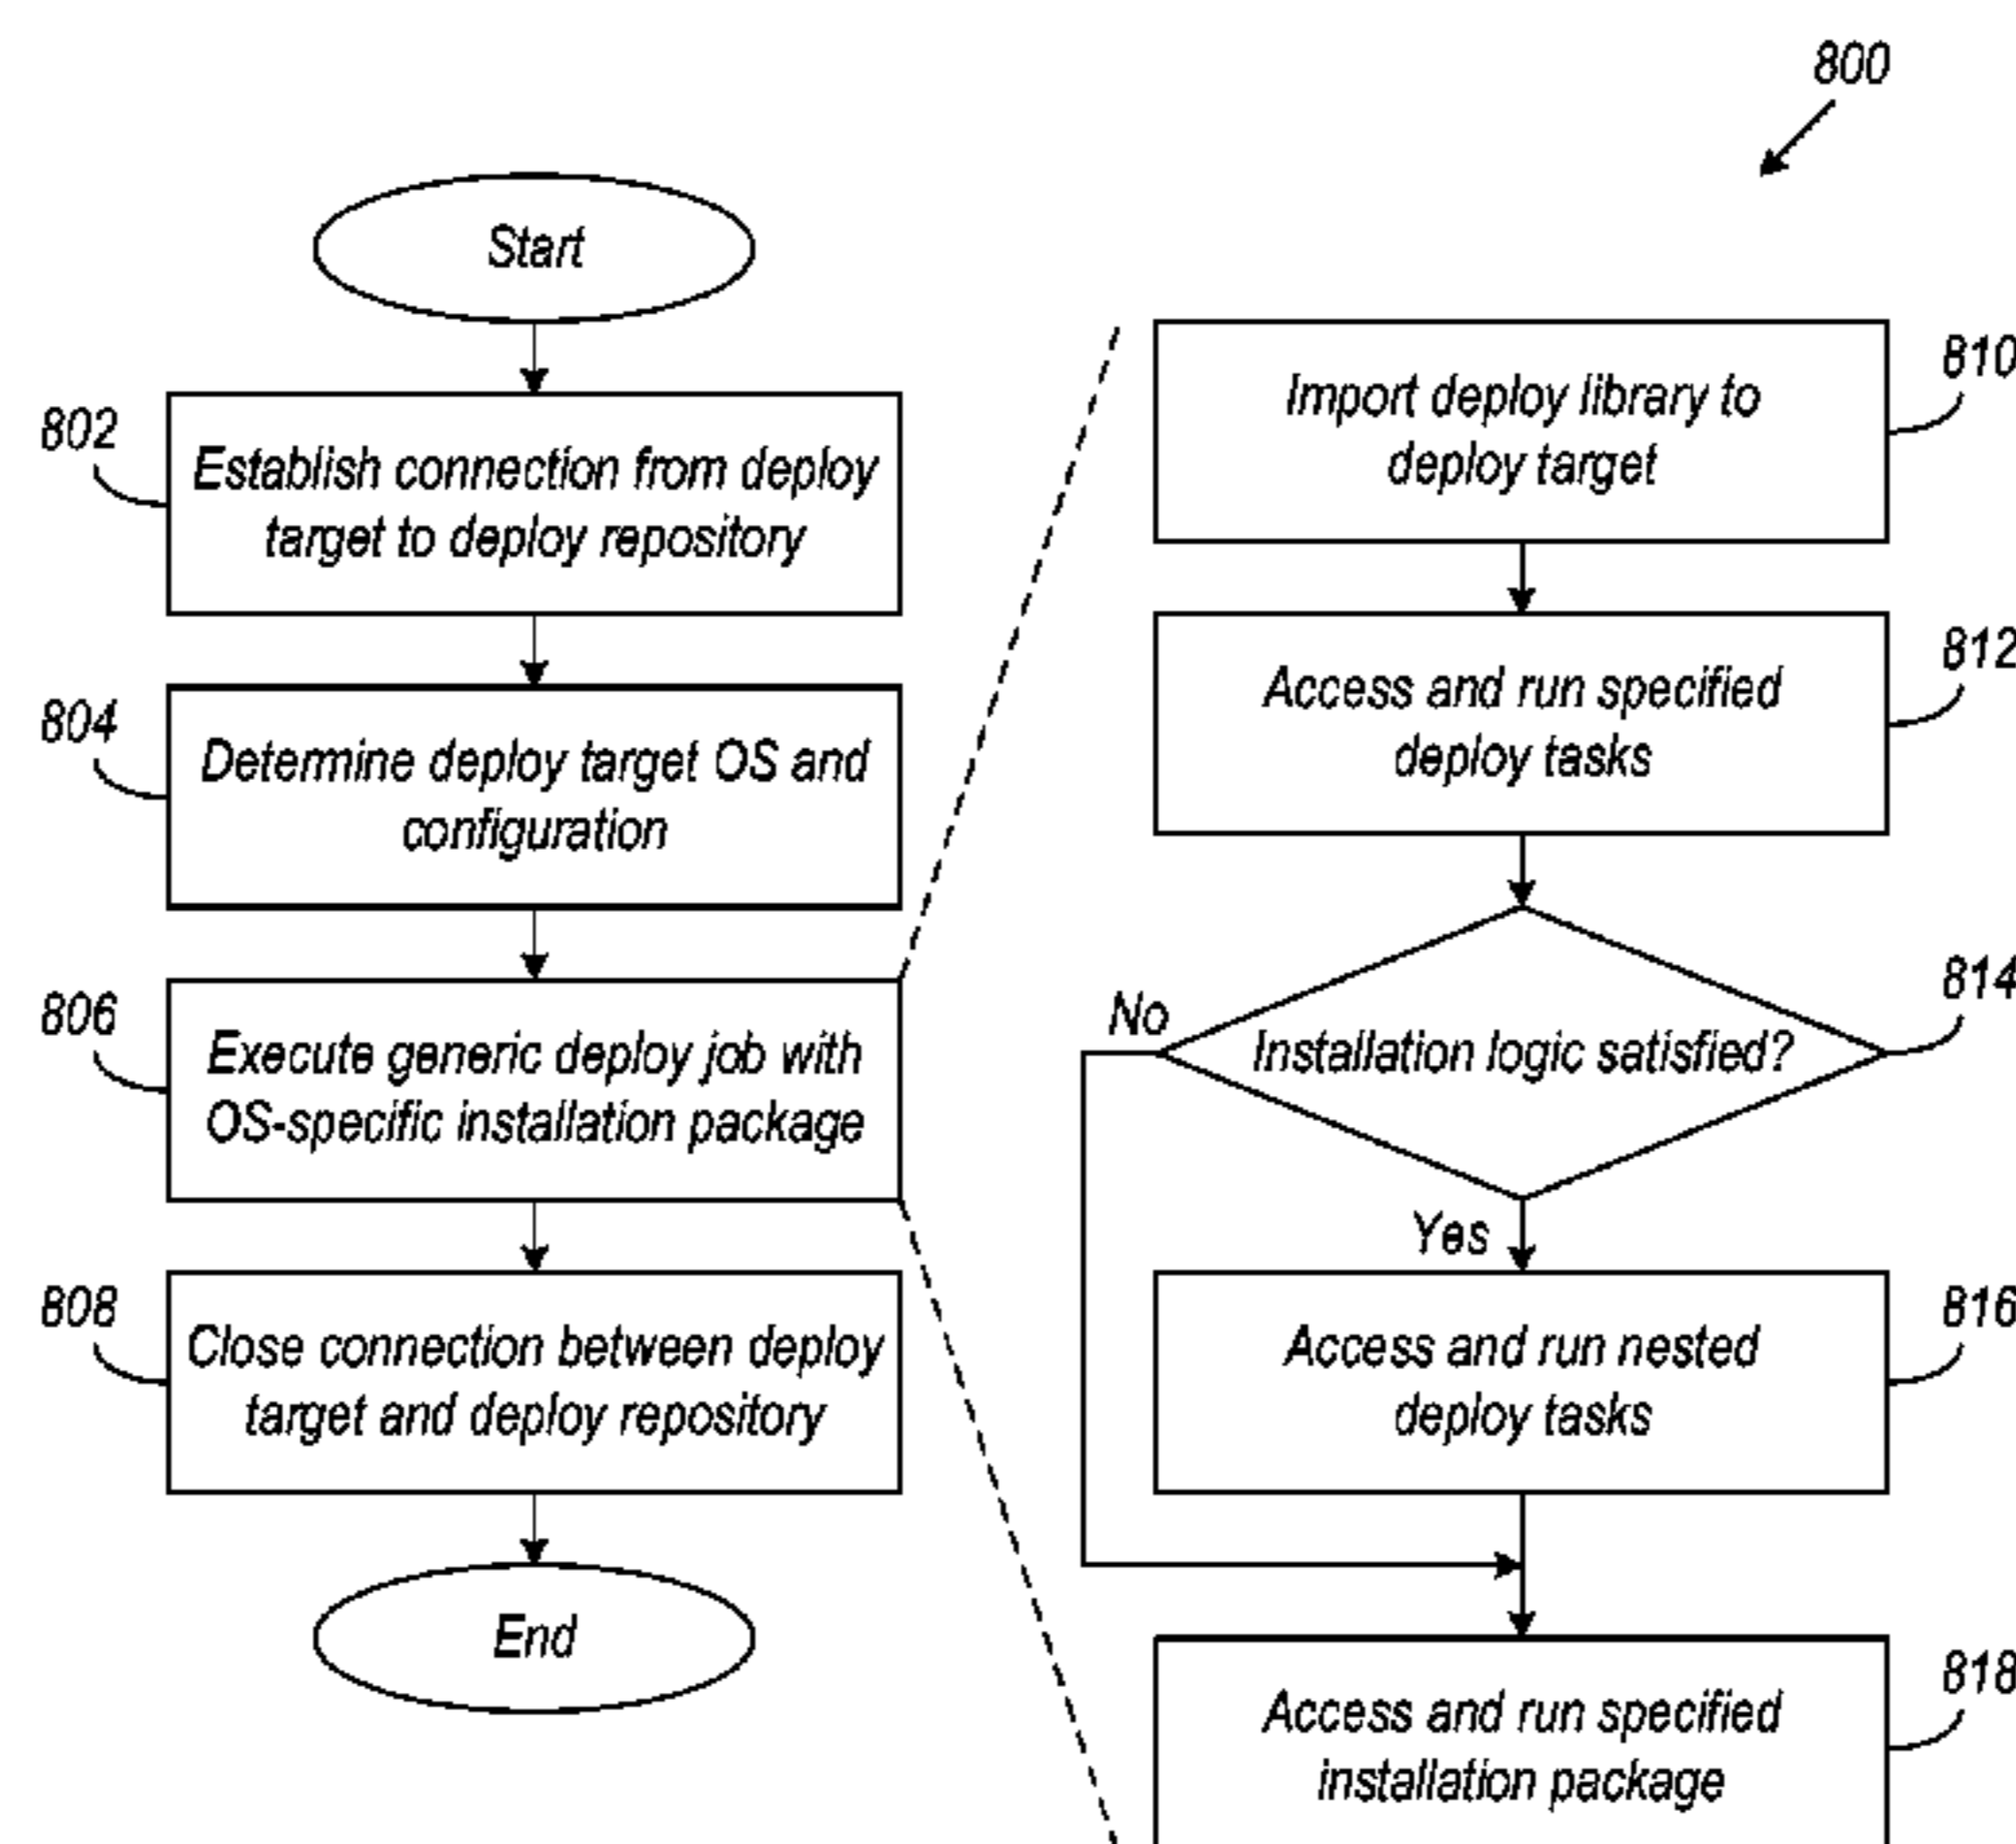 800
Start
802
Establish connection from deploy
target to deploy repository
804
Determine deploy target OS and
configuration
806
Execute generic deploy job with
OS-specific installation package
808
Close connection between deploy
target and deploy repository
End
810
Import deploy library to
deploy target
812
Access and run specified
deploy tasks
814
No
Installation logic satisfied?
Yes
816
Access and run nested
deploy tasks
818
Access and run specified
installation package